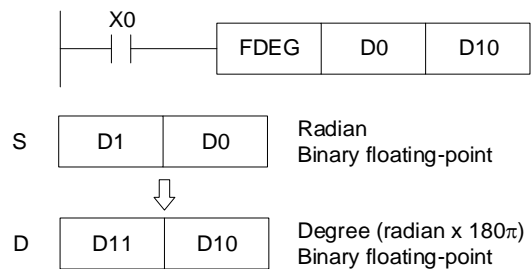 X0
FDEG D0 D10
S D1 D0 Radian
Binary floating-point
D D11 D10 Degree (radian x 180π)
Binary floating-point